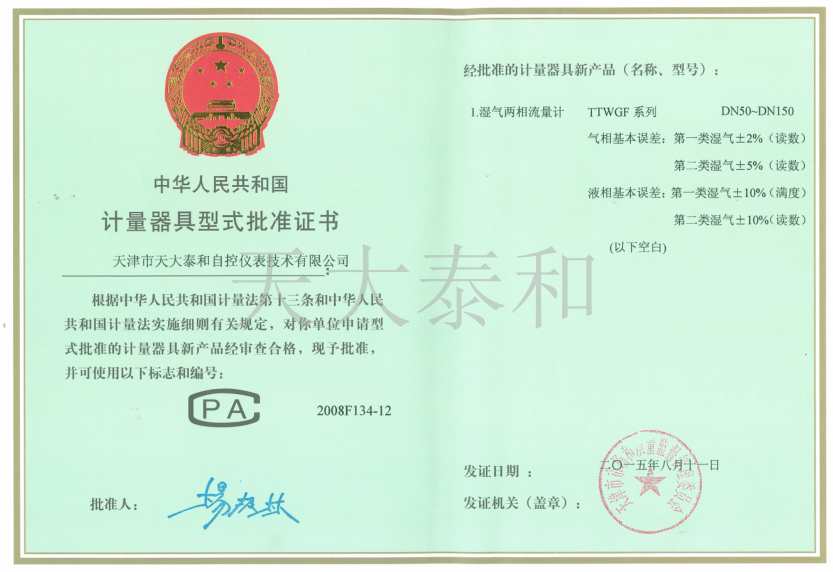 中华人民共和国
计量器具型式批准证书
天津市天大泰和自控仪表技术有限公司
:
根据中华人民共和国计量法第十三条和中华人民
共和国计量法实施细则有关规定，对你单位申请型
式批准的计量器具新产品经审查合格，现予批准，
并可使用以下标志和编号:
CPA
2008F134-12
批准人:
经批准的计量器具新产品（名称、型号）:
1.湿气两相流量计 TTWGF 系列 DN50~DN150
气相基本误差: 第一类湿气±2%(读数)
第二类湿气±5%(读数)
液相基本误差: 第一类湿气±10%(满度)
第二类湿气±10%(读数)
(以下空白)
发证日期 : 二〇一五年八月十一日
发证机关（盖章）:
天大泰和